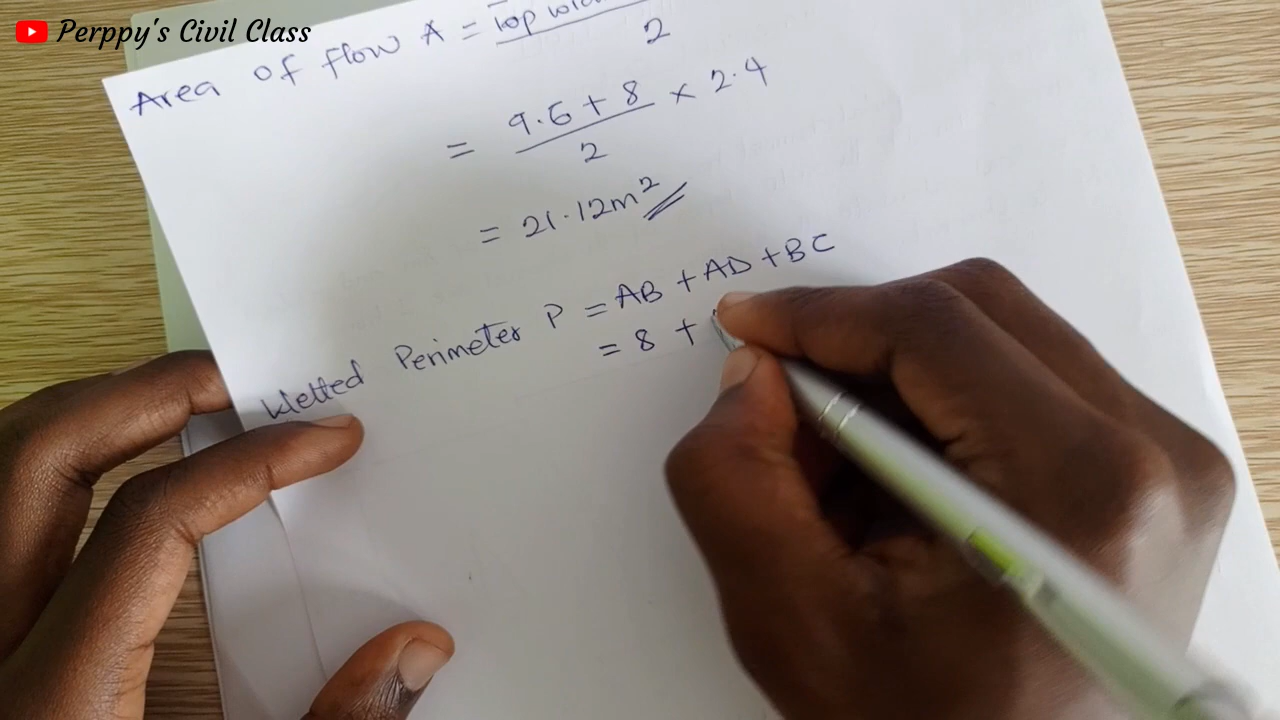 Perppy's Civil Class
Area of flow A = Top
2
= 9.6 + 8 × 2.4
2
= 21.12m²
Wetted Perimeter P = AB + AD + BC
= 8 +